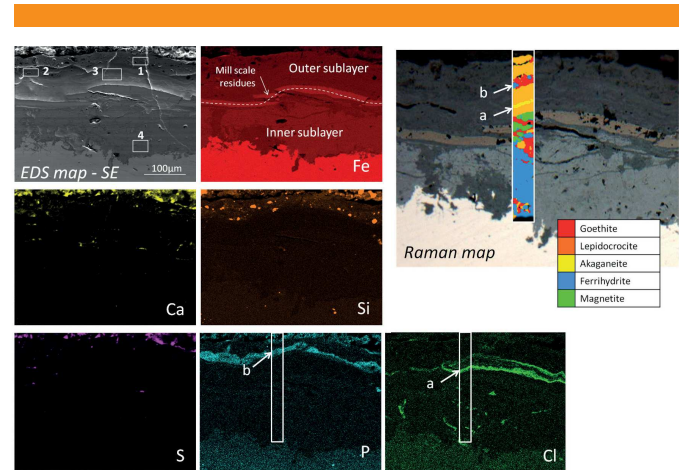 2
3
1
4
EDS map - SE
100µm
Mill scale
residues
Outer sublayer
Inner sublayer
Fe
b
a
Raman map
Goethite
Lepidocrocite
Akaganeite
Ferrihydrite
Magnetite
Ca
Si
S
b
P
a
Cl